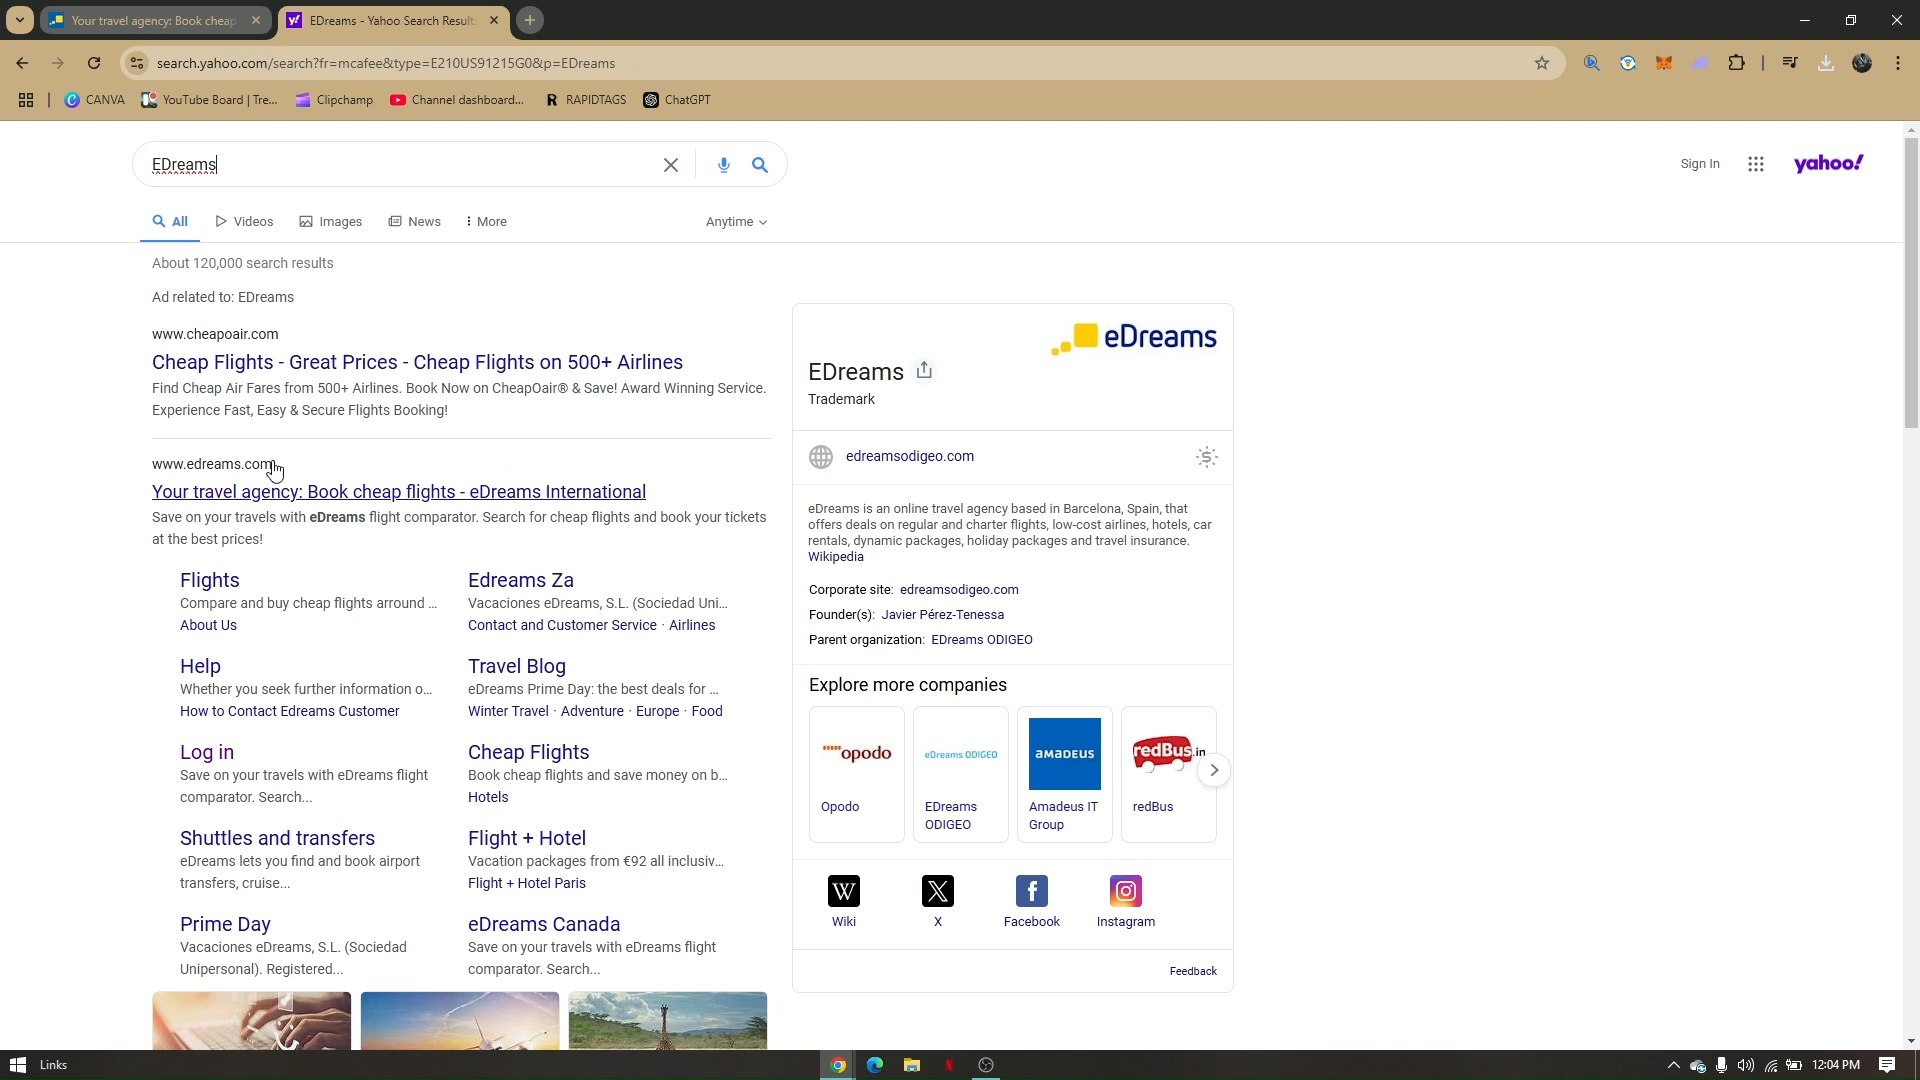 Your travel agency: Book cheap
EDreams - Yahoo Search Result
search.yahoo.com/search?fr=mcafee&type=E210US91215G0&p=EDreams
CANVA
YouTube Board | Tre...
Clipchamp
Channel dashboard...
RAPIDTAGS
ChatGPT
EDreams
Sign In
yahoo!
All
Videos
Images
News
More
Anytime
About 120,000 search results
Ad related to: EDreams
www.cheapoair.com
Cheap Flights - Great Prices - Cheap Flights on 500+ Airlines
Find Cheap Air Fares from 500+ Airlines. Book Now on CheapOair® & Save! Award Winning Service.
Experience Fast, Easy & Secure Flights Booking!
www.edreams.com
Your travel agency: Book cheap flights - eDreams International
Save on your travels with eDreams flight comparator. Search for cheap flights and book your tickets
at the best prices!
Flights
Compare and buy cheap flights arround ...
About Us
Edreams Za
Vacaciones eDreams, S.L. (Sociedad Uni...
Contact and Customer Service · Airlines
Help
Whether you seek further information o...
How to Contact Edreams Customer
Travel Blog
eDreams Prime Day: the best deals for ...
Winter Travel · Adventure · Europe · Food
Log in
Save on your travels with eDreams flight
comparator. Search...
Cheap Flights
Book cheap flights and save money on b...
Hotels
Shuttles and transfers
eDreams lets you find and book airport
transfers, cruise...
Flight + Hotel
Vacation packages from €92 all inclusiv...
Flight + Hotel Paris
Prime Day
Vacaciones eDreams, S.L. (Sociedad
Unipersonal). Registered...
eDreams Canada
Save on your travels with eDreams flight
comparator. Search...
eDreams
EDreams
Trademark
edreamsodigeo.com
eDreams is an online travel agency based in Barcelona, Spain, that
offers deals on regular and charter flights, low-cost airlines, hotels, car
rentals, dynamic packages, holiday packages and travel insurance.
Wikipedia
Corporate site: edreamsodigeo.com
Founder(s): Javier Pérez-Tenessa
Parent organization: EDreams ODIGEO
Explore more companies
opodo
eDreams ODIGEO
amadeus
redBus.in
Opodo
EDreams
ODIGEO
Amadeus IT
Group
redBus
Wiki
X
Facebook
Instagram
Feedback
Links
12:04 PM